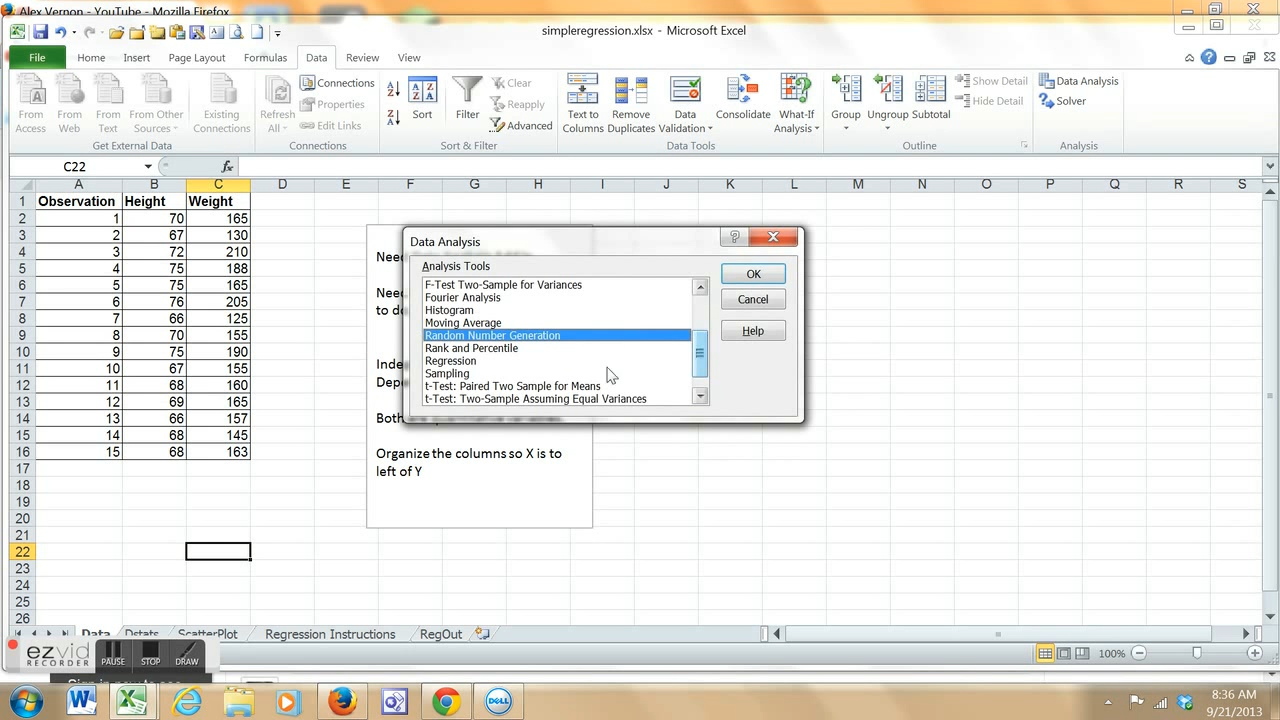 Alex Vernon - YouTube - Mozilla Firefox
simpleregression.xlsx - Microsoft Excel
File Home Insert Page Layout Formulas Data Review View
From Access
From Web
From Text
From Other Sources
Existing Connections
Get External Data
Refresh All
Connections
Properties
Edit Links
Connections
Sort
Filter
Clear
Reapply
Advanced
Sort & Filter
Text to Columns
Remove Duplicates
Data Validation
Consolidate
What-If Analysis
Data Tools
Group
Ungroup
Subtotal
Show Detail
Hide Detail
Outline
Data Analysis
Solver
Analysis
C22
fx
A B C D E F G H I J K L M N O P Q R S
1 Observation Height Weight
2 1 70 165
3 2 67 130
4 3 72 210
5 4 75 188
6 5 75 165
7 6 76 205
8 7 66 125
9 8 70 155
10 9 75 190
11 10 67 155
12 11 68 160
13 12 69 165
14 13 66 157
15 14 68 145
16 15 68 163
17
18
19
20
21
22
23
24
25
26
Organize the columns so X is to
left of Y
Data Analysis
Analysis Tools
F-Test Two-Sample for Variances
Fourier Analysis
Histogram
Moving Average
Random Number Generation
Rank and Percentile
Regression
Sampling
t-Test: Paired Two Sample for Means
t-Test: Two-Sample Assuming Equal Variances
OK
Cancel
Help
Data Dstats ScatterPlot Regression Instructions RegOut
100%
ezvid
RECORDER
PAUSE STOP DRAW
DELL
8:36 AM
9/21/2013